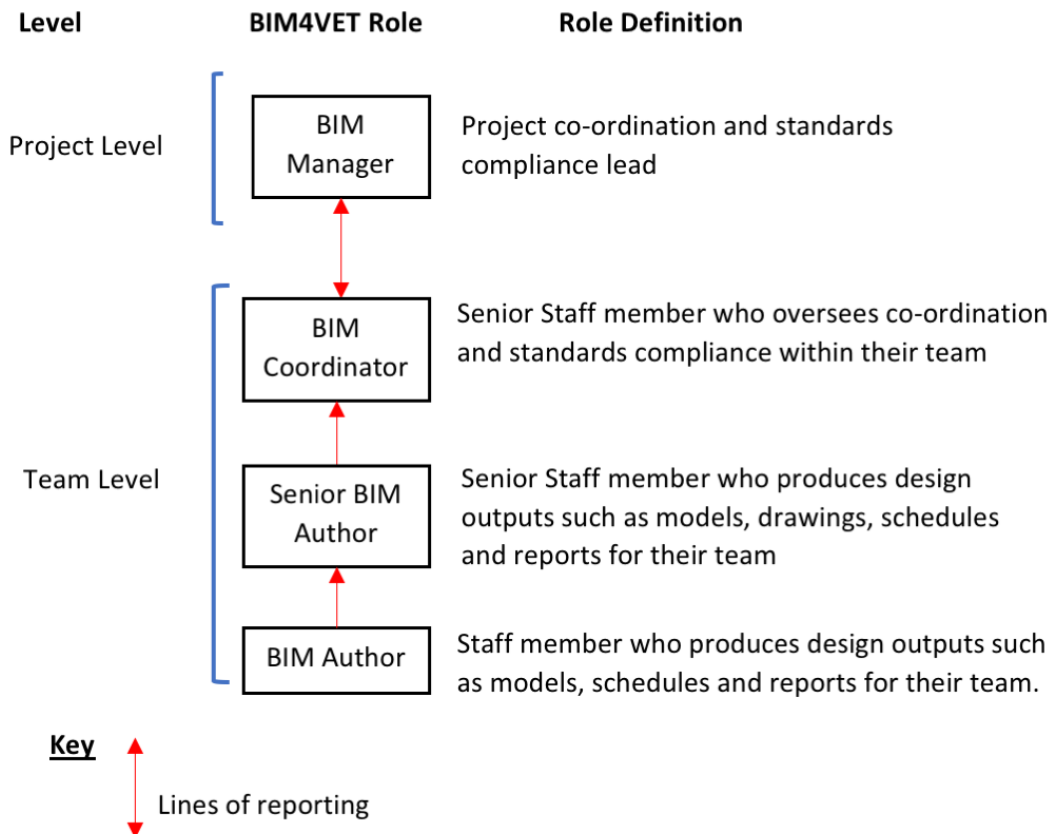 Level BIM4VET Role Role Definition
Project Level
BIM
Manager
Project co-ordination and standards
compliance lead
Team Level
BIM
Coordinator
Senior Staff member who oversees co-ordination
and standards compliance within their team
Senior BIM
Author
Senior Staff member who produces design
outputs such as models, drawings, schedules
and reports for their team
BIM Author
Staff member who produces design outputs such
as models, schedules and reports for their team.
Key
Lines of reporting